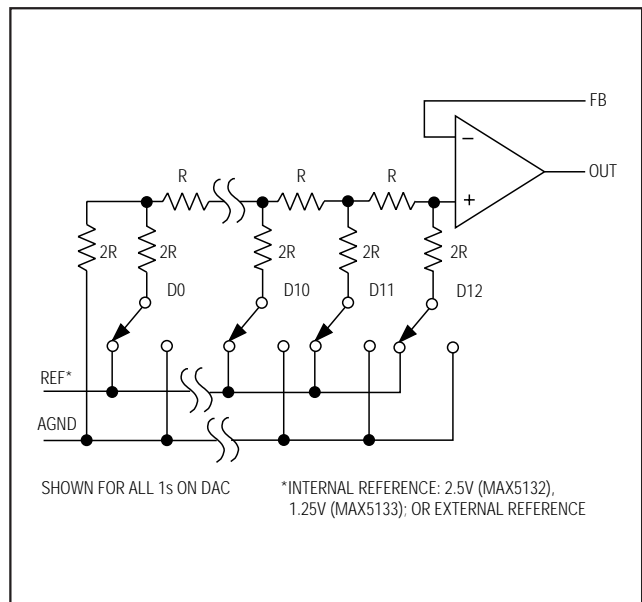 FB
OUT
−
+
R R R
2R 2R 2R 2R 2R
D0 D10 D11 D12
REF*
AGND
SHOWN FOR ALL 1s ON DAC
*INTERNAL REFERENCE: 2.5V (MAX5132),
1.25V (MAX5133); OR EXTERNAL REFERENCE